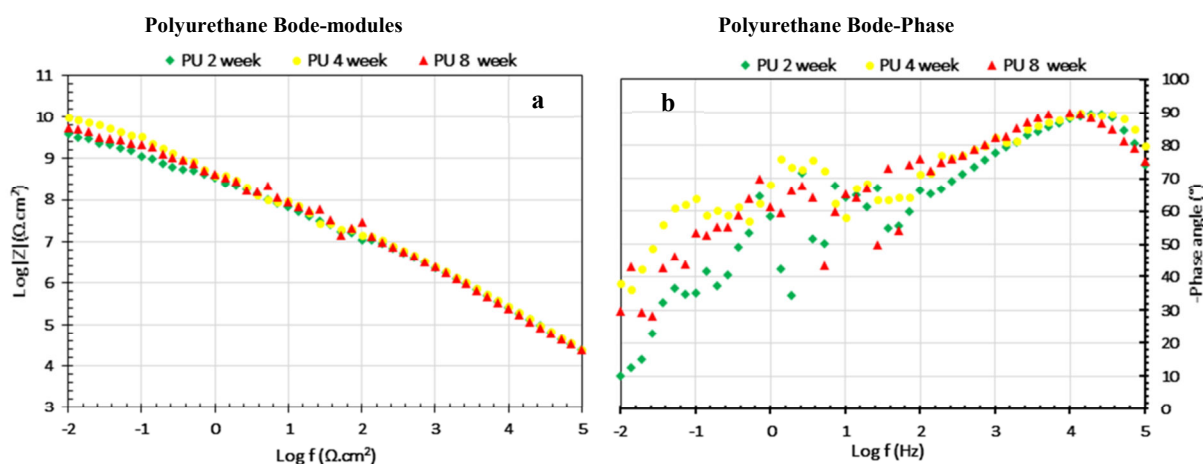 Polyurethane Bode-modules
PU 2 week PU 4 week PU 8 week
a
11
10
9
8
7
6
5
4
3
Log|Z|(Ω.cm²)
-2 -1 0 1 2 3 4 5
Log f (Ω.cm²)
Polyurethane Bode-Phase
PU 2 week PU 4 week PU 8 week
b
100
90
80
70
60
50
40
30
20
10
0
-Phase angle (°)
-2 -1 0 1 2 3 4 5
Log f (Hz)